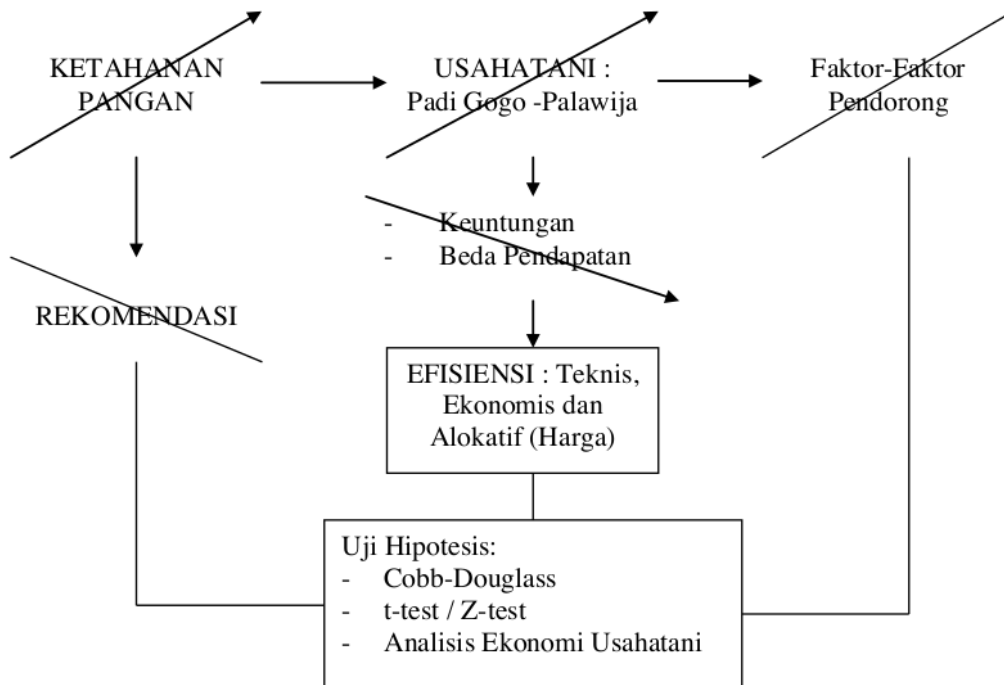 KETAHANAN
PANGAN
USAHATANI :
Padi Gogo -Palawija
Faktor-Faktor
Pendorong
- Keuntungan
- Beda Pendapatan
REKOMENDASI
EFISIENSI : Teknis,
Ekonomis dan
Alokatif (Harga)
Uji Hipotesis:
- Cobb-Douglass
- t-test / Z-test
- Analisis Ekonomi Usahatani